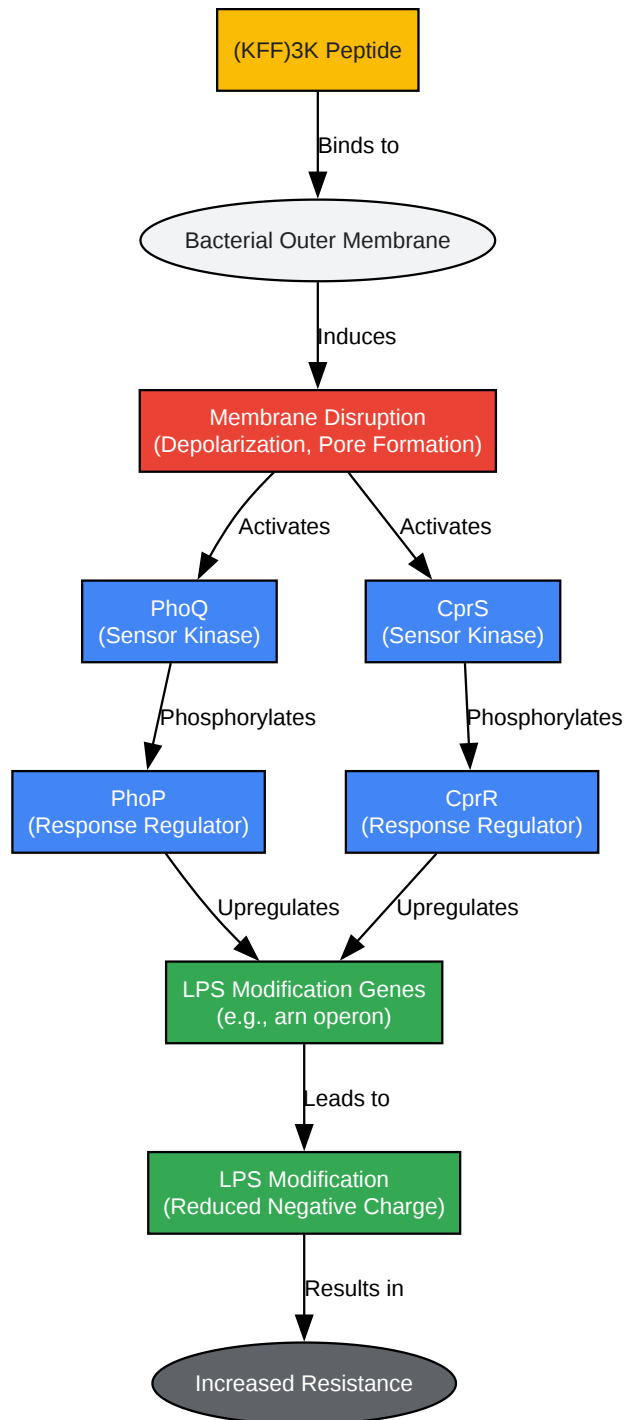 (KFF)3K Peptide
Binds to
Bacterial Outer Membrane
Induces
Membrane Disruption
(Depolarization, Pore Formation)
Activates
Activates
PhoQ
(Sensor Kinase)
CprS
(Sensor Kinase)
Phosphorylates
Phosphorylates
PhoP
(Response Regulator)
CprR
(Response Regulator)
Upregulates
Upregulates
LPS Modification Genes
(e.g., arn operon)
Leads to
LPS Modification
(Reduced Negative Charge)
Results in
Increased Resistance